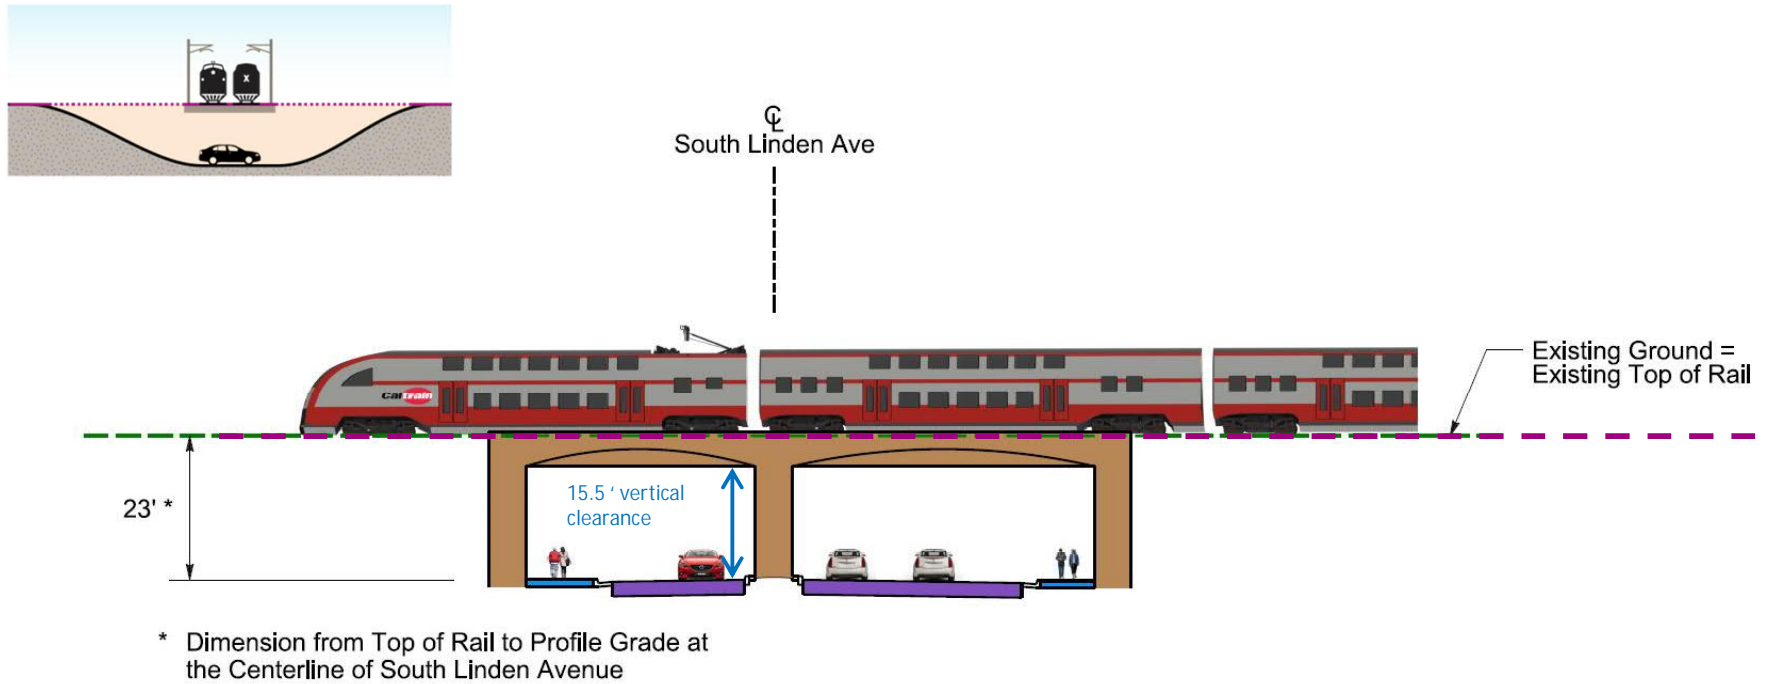 X
℄
South Linden Ave
Existing Ground =
Existing Top of Rail
Caltrain
23' *
15.5 ' vertical
clearance
* Dimension from Top of Rail to Profile Grade at
the Centerline of South Linden Avenue